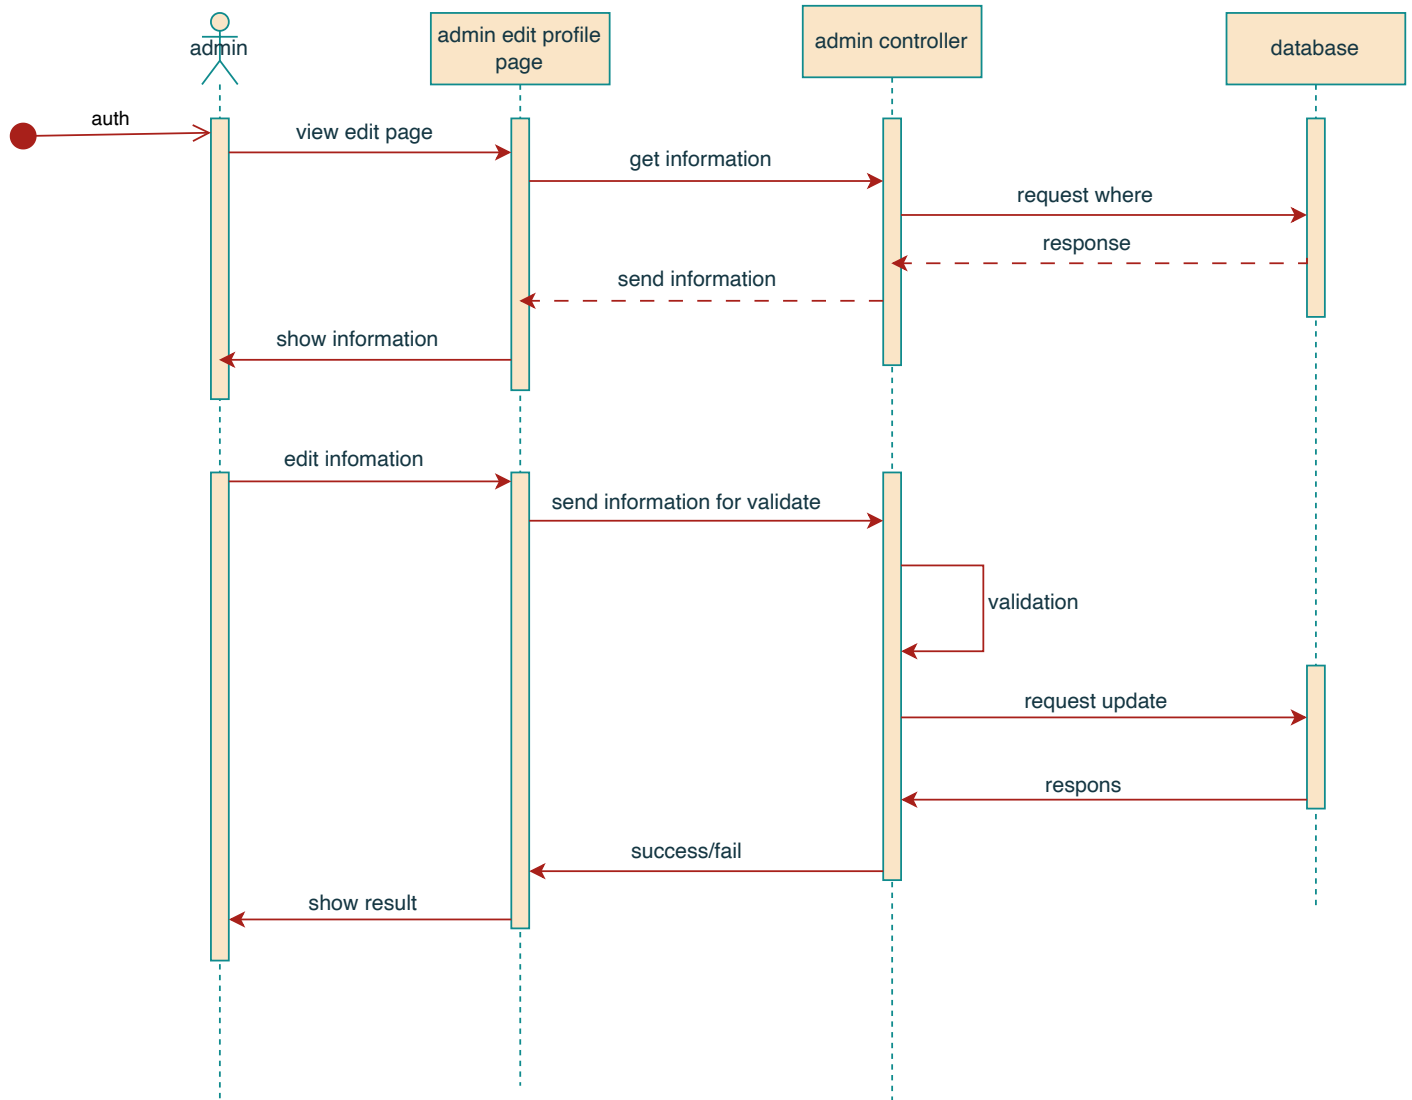 admin
admin edit profile
page
admin controller
database
auth
view edit page
get information
request where
response
send information
show information
edit infomation
send information for validate
validation
request update
respons
success/fail
show result